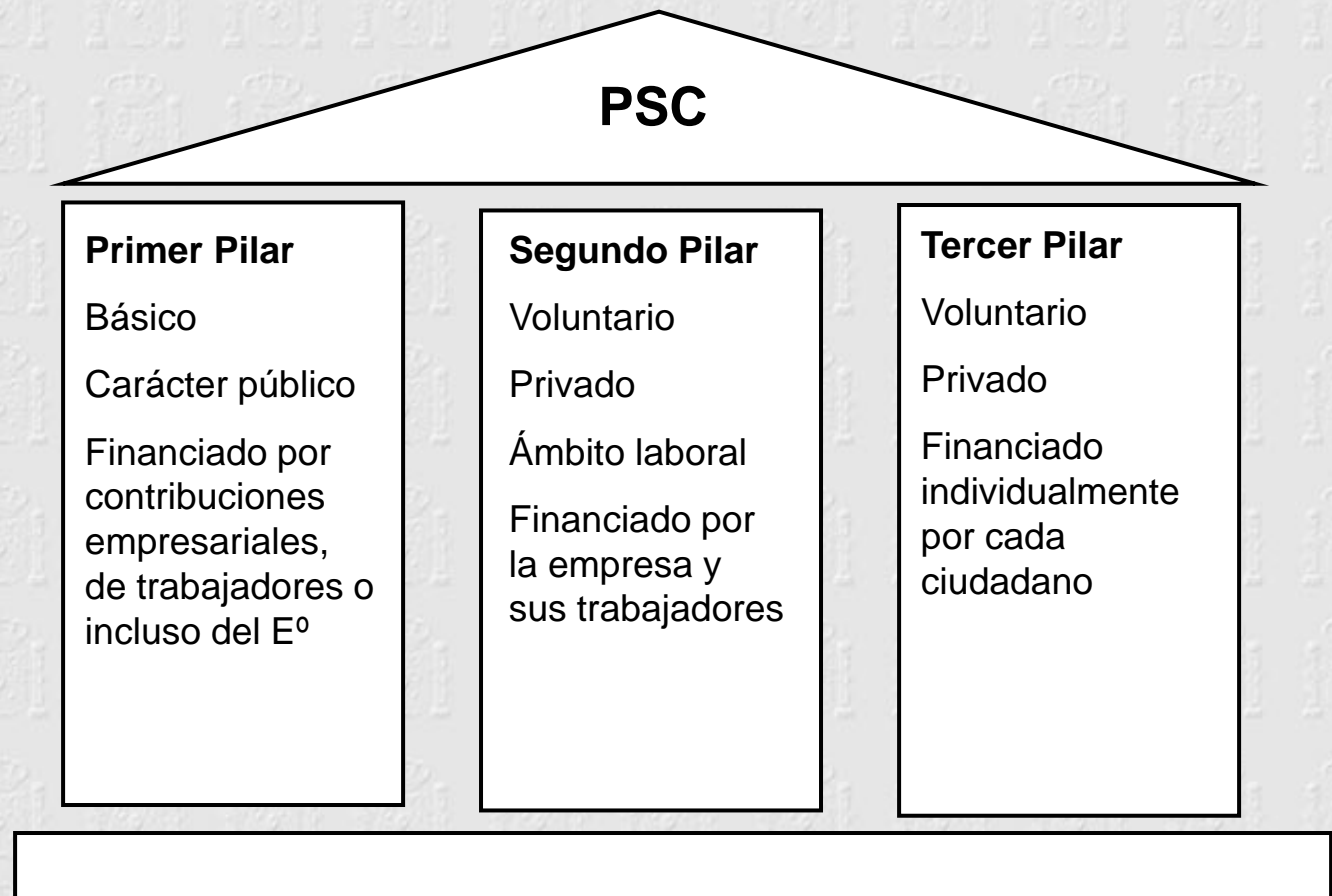 PSC
Primer Pilar
Básico
Carácter público
Financiado por
contribuciones
empresariales,
de trabajadores o
incluso del Eº
Segundo Pilar
Voluntario
Privado
Ámbito laboral
Financiado por
la empresa y
sus trabajadores
Tercer Pilar
Voluntario
Privado
Financiado
individualmente
por cada
ciudadano